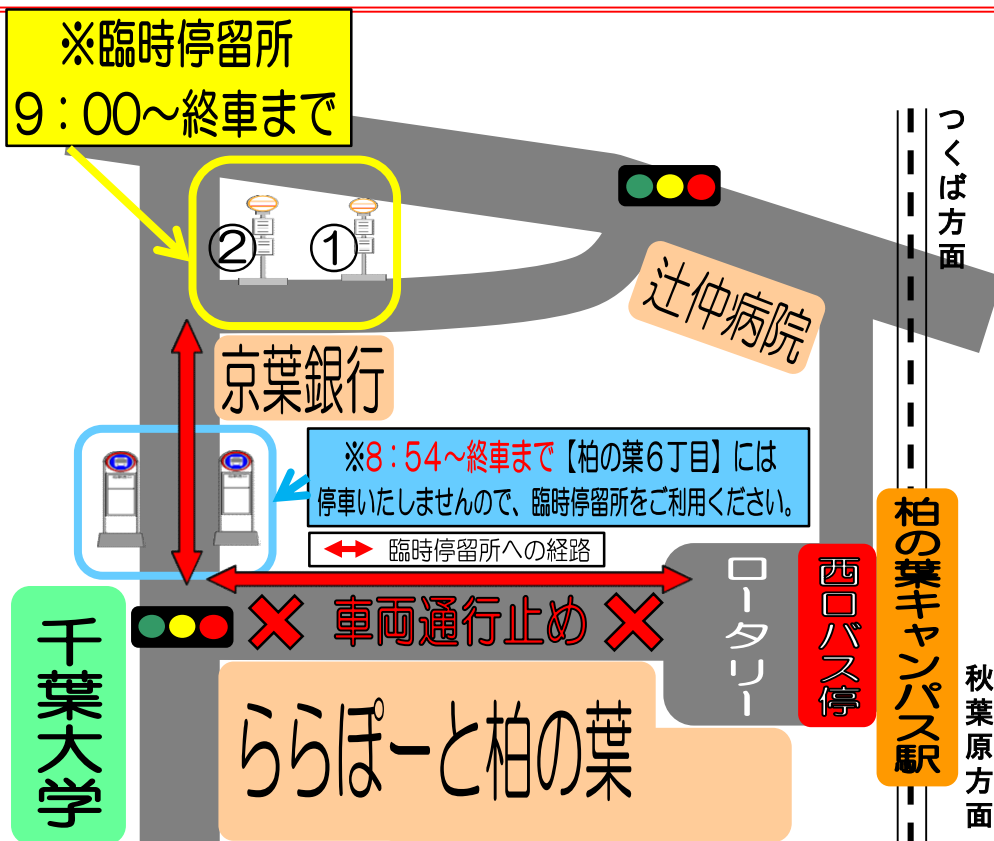 ※臨時停留所
9：00～終車まで
つくば方面
② ①
辻仲病院
京葉銀行
※8：54～終車まで【柏の葉6丁目】には
停車いたしませんので、臨時停留所をご利用ください。
臨時停留所への経路
車両通行止め
ロータリー
西口バス停
柏の葉キャンパス駅
千葉大学
ららぽーと柏の葉
秋葉原方面